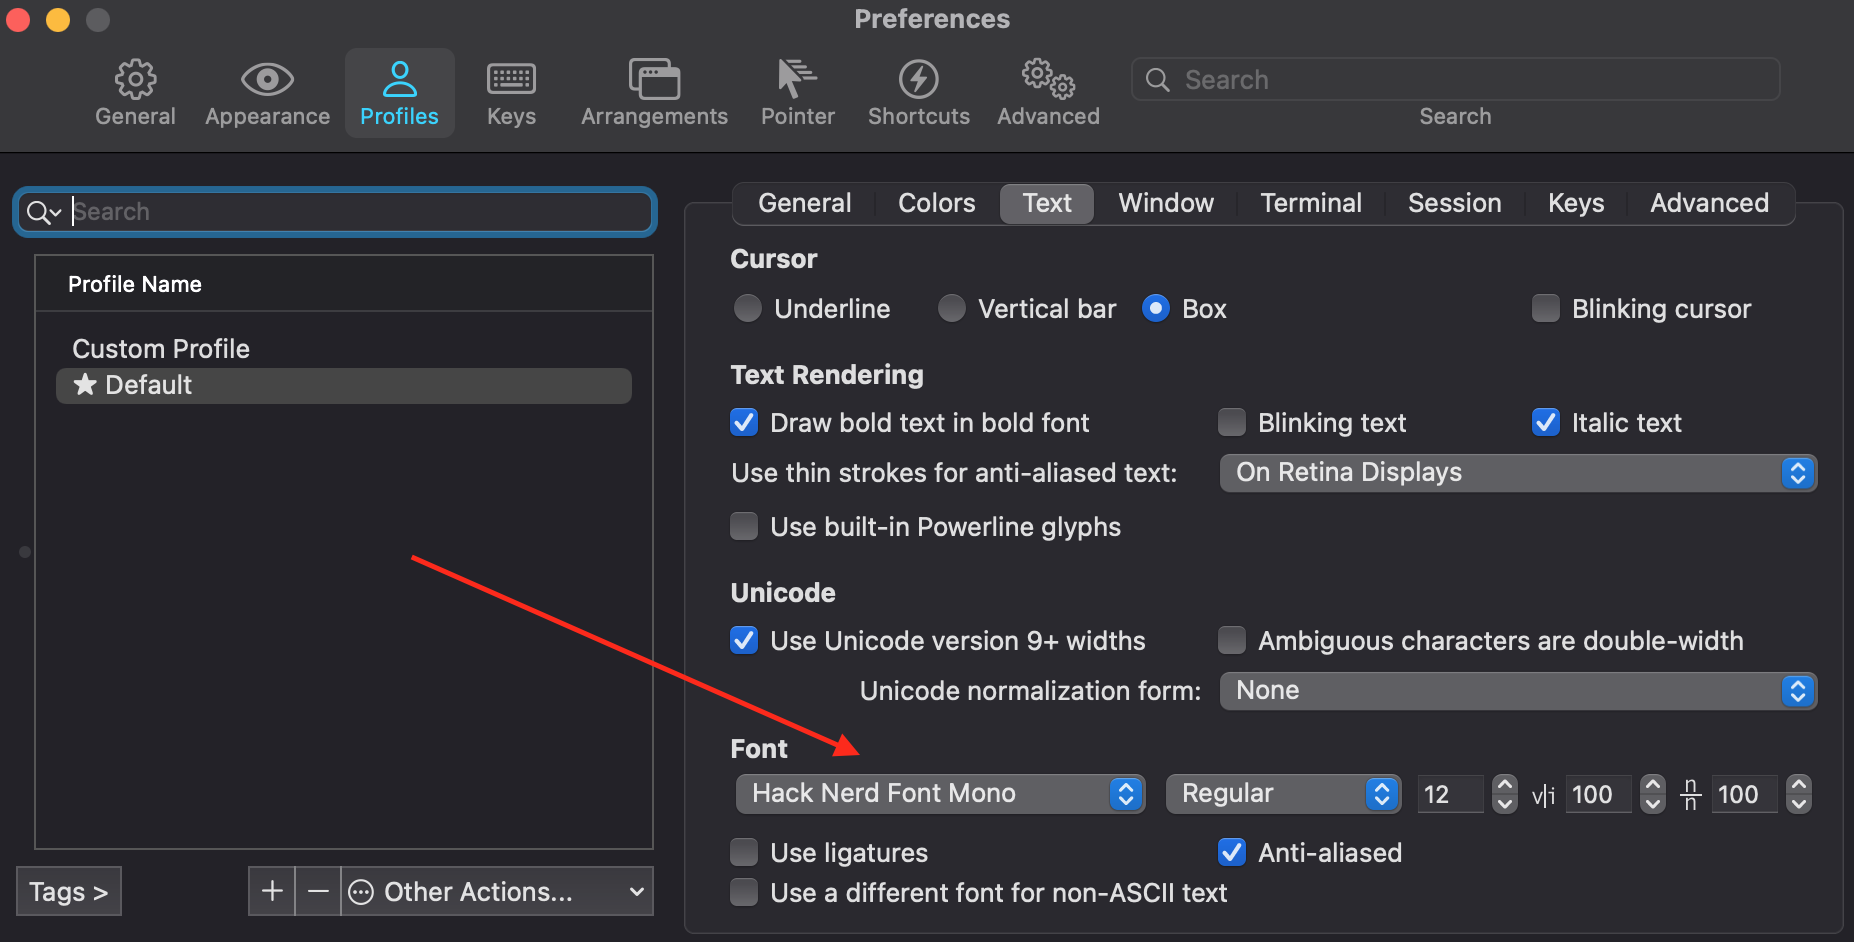 Preferences
General Appearance Profiles Keys Arrangements Pointer Shortcuts Advanced Search
Search
Search
Profile Name
Custom Profile
★ Default
Tags >
+ − Other Actions...
General Colors Text Window Terminal Session Keys Advanced
Cursor
Underline Vertical bar Box Blinking cursor
Text Rendering
Draw bold text in bold font Blinking text Italic text
Use thin strokes for anti-aliased text: On Retina Displays
Use built-in Powerline glyphs
Unicode
Use Unicode version 9+ widths Ambiguous characters are double-width
Unicode normalization form: None
Font
Hack Nerd Font Mono Regular 12 v|i 100 n/n 100
Use ligatures Anti-aliased
Use a different font for non-ASCII text